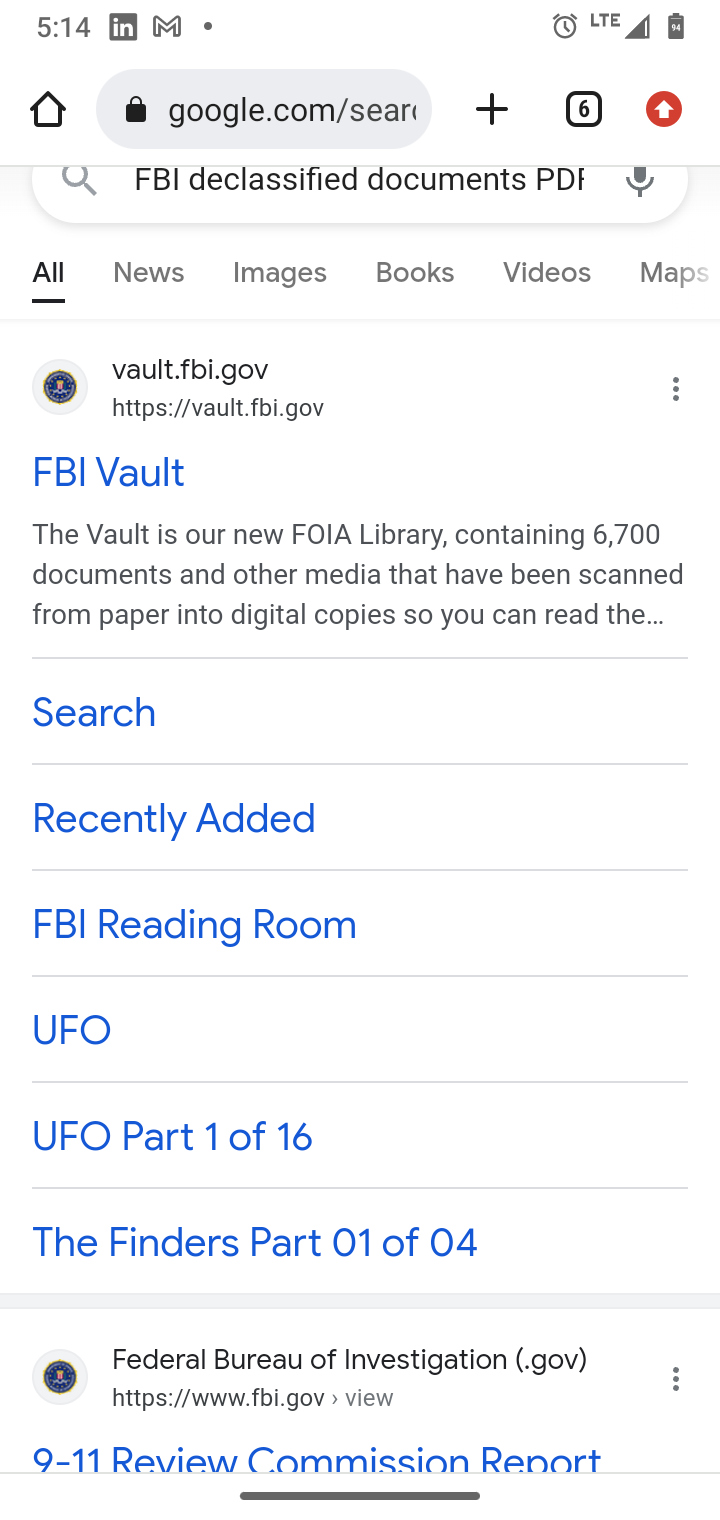 5:14 LTE 94
google.com/sear
6
FBI declassified documents PDF
All News Images Books Videos Maps
vault.fbi.gov
https://vault.fbi.gov
FBI Vault
The Vault is our new FOIA Library, containing 6,700
documents and other media that have been scanned
from paper into digital copies so you can read the...
Search
Recently Added
FBI Reading Room
UFO
UFO Part 1 of 16
The Finders Part 01 of 04
Federal Bureau of Investigation (.gov)
https://www.fbi.gov › view
9-11 Review Commission Report